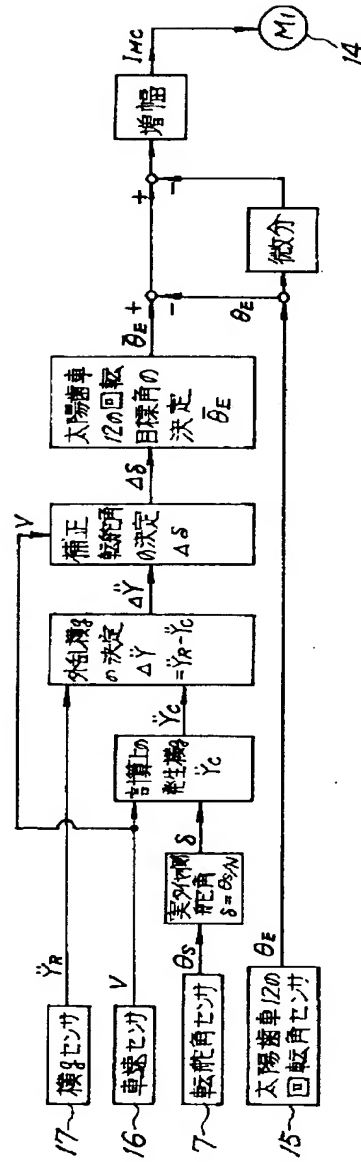 17
横gセンサ
ŸR
16
車速センサ
V
7
転舵角センサ
θS
実タイヤ側
舵角
δ=θS/N
δ
15
太陽歯車12の
回転角センサ
θE
計算上の
発生横g
ŸC
ŸC
外乱横g
の決定
ΔŸ
=ŸR-ŸC
ΔŸ
V
補正
転舵角
の決定
Δδ
Δδ
太陽歯車
12の回転
目標角の
決定
θ̄E
θ̄E
+
-
θE
微分
+
-
増幅
IMC
M1
14